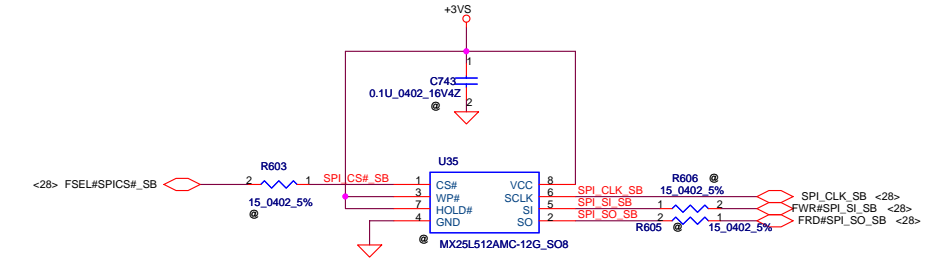 +3VS
1
C743
0.1U_0402_16V4Z
2
@
U35
R603
<28> FSEL#SPICS#_SB
2
1
SPI_CS#_SB
15_0402_5%
@
1
CS#
3
WP#
7
HOLD#
4
GND
VCC
8
SCLK
6
SI
5
SO
2
@
MX25L512AMC-12G_SO8
SPI_CLK_SB
R606
@
15_0402_5%
SPI_CLK_SB <28>
SPI_SI_SB
1
2
FWR#SPI_SI_SB <28>
SPI_SO_SB
2
1
FRD#SPI_SO_SB <28>
R605
@
15_0402_5%